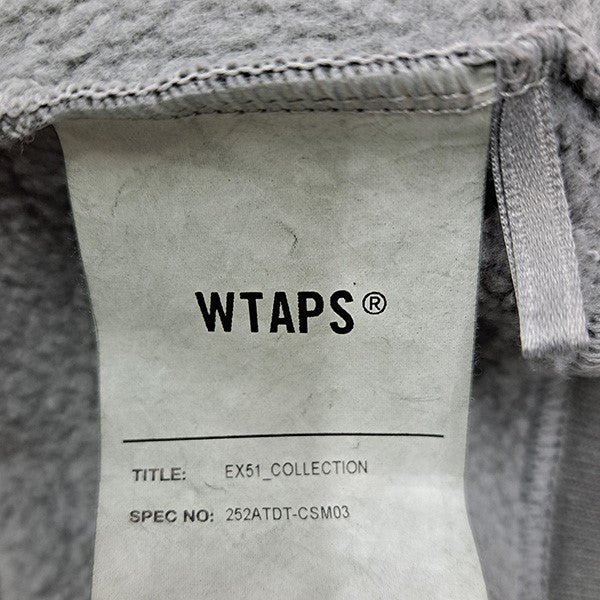 WTAPS®
TITLE: EX51_COLLECTION
SPEC NO: 252ATDT-CSM03